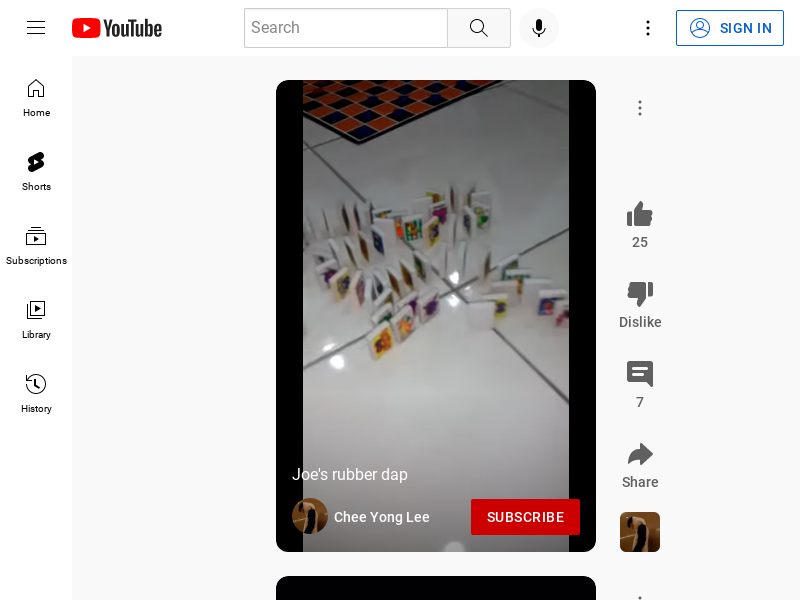 YouTube
Search
SIGN IN
Home
Shorts
Subscriptions
Library
History
25
Dislike
7
Share
Joe's rubber dap
Chee Yong Lee
SUBSCRIBE